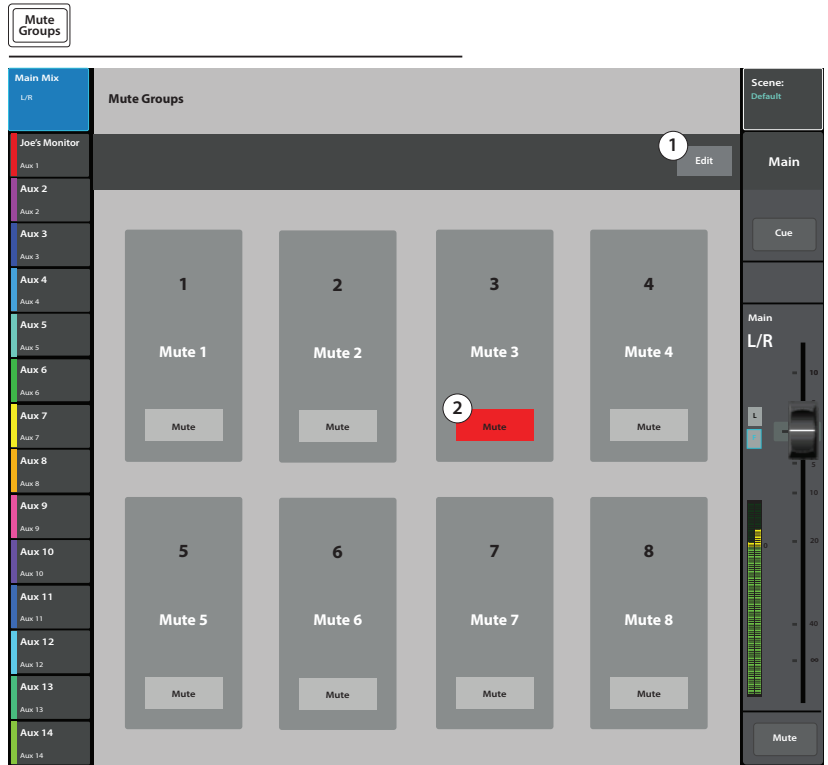 Mute
Groups
Main Mix
L/R
Mute Groups
Scene:
Default
Joe's Monitor
Aux 1
1
Edit
Main
Aux 2
Aux 2
Aux 3
Aux 3
Cue
Aux 4
Aux 4
Aux 5
Aux 5
Aux 6
Aux 6
Aux 7
Aux 7
Aux 8
Aux 8
Aux 9
Aux 9
Aux 10
Aux 10
Aux 11
Aux 11
Aux 12
Aux 12
Aux 13
Aux 13
Aux 14
Aux 14
1
Mute 1
Mute
2
Mute 2
Mute
3
Mute 3
2
Mute
4
Mute 4
Mute
5
Mute 5
Mute
6
Mute 6
Mute
7
Mute 7
Mute
8
Mute 8
Mute
Main
L/R
10
L
5
10
20
0
40
∞
Mute